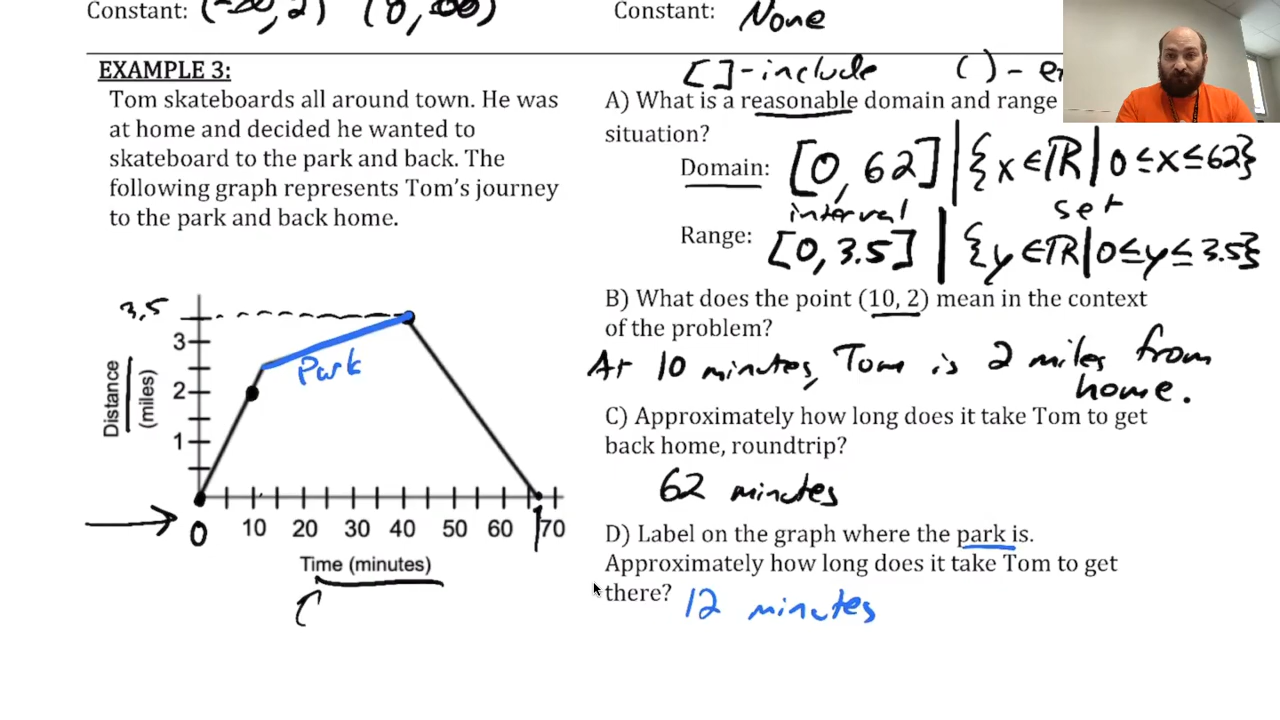 Constant: (-∞, 2) (0, ∞)
Constant: None
EXAMPLE 3:
Tom skateboards all around town. He was
at home and decided he wanted to
skateboard to the park and back. The
following graph represents Tom's journey
to the park and back home.
3.5
3
2
1
Distance
(miles)
Park
0
10
20
30
40
50
60
70
Time (minutes)
[ ]-include ( )-
A) What is a reasonable domain and range
situation?
Domain: [0, 62] | {x∈ℝ | 0≤x≤62}
interval set
Range: [0, 3.5] | {y∈ℝ | 0≤y≤3.5}
B) What does the point (10, 2) mean in the context
of the problem?
At 10 minutes, Tom is 2 miles from
home.
C) Approximately how long does it take Tom to get
back home, roundtrip?
62 minutes
D) Label on the graph where the park is.
Approximately how long does it take Tom to get
there? 12 minutes